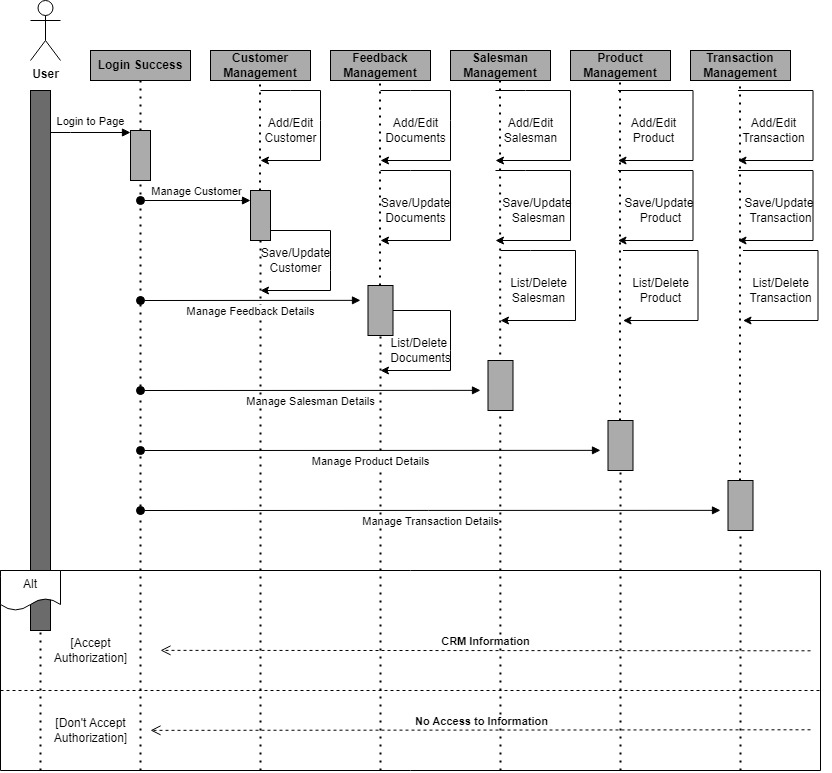 User
Login Success
Customer
Management
Feedback
Management
Salesman
Management
Product
Management
Transaction
Management
Login to Page
Add/Edit
Customer
Add/Edit
Documents
Add/Edit
Salesman
Add/Edit
Product
Add/Edit
Transaction
Manage Customer
Save/Update
Documents
Save/Update
Salesman
Save/Update
Product
Save/Update
Transaction
Save/Update
Customer
List/Delete
Salesman
List/Delete
Product
List/Delete
Transaction
Manage Feedback Details
List/Delete
Documents
Manage Salesman Details
Manage Product Details
Manage Transaction Details
Alt
[Accept
Authorization]
CRM Information
[Don't Accept
Authorization]
No Access to Information